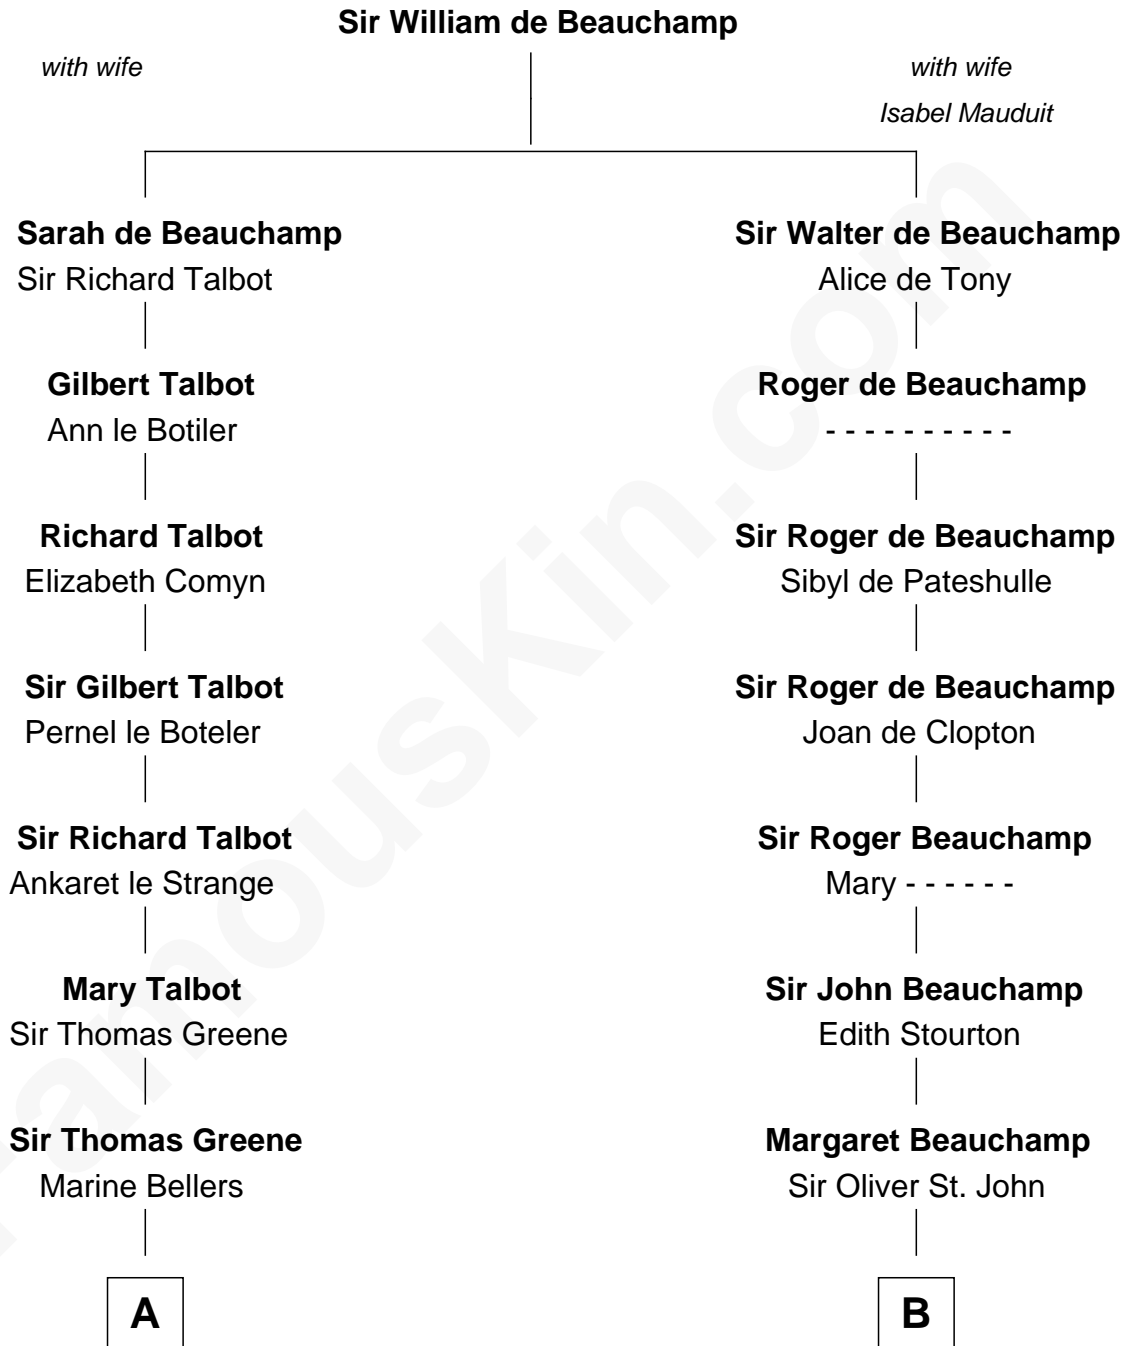 Sir William de Beauchamp
with wife
with wife
Isabel Mauduit
Sarah de Beauchamp
Sir Richard Talbot
Sir Walter de Beauchamp
Alice de Tony
Gilbert Talbot
Ann le Botiler
Roger de Beauchamp
- - - - - - - - - -
Richard Talbot
Elizabeth Comyn
Sir Roger de Beauchamp
Sibyl de Pateshulle
Sir Gilbert Talbot
Pernel le Boteler
Sir Roger de Beauchamp
Joan de Clopton
Sir Richard Talbot
Ankaret le Strange
Sir Roger Beauchamp
Mary - - - - - -
Mary Talbot
Sir Thomas Greene
Sir John Beauchamp
Edith Stourton
Sir Thomas Greene
Marine Bellers
Margaret Beauchamp
Sir Oliver St. John
A
B
FamousKin.com